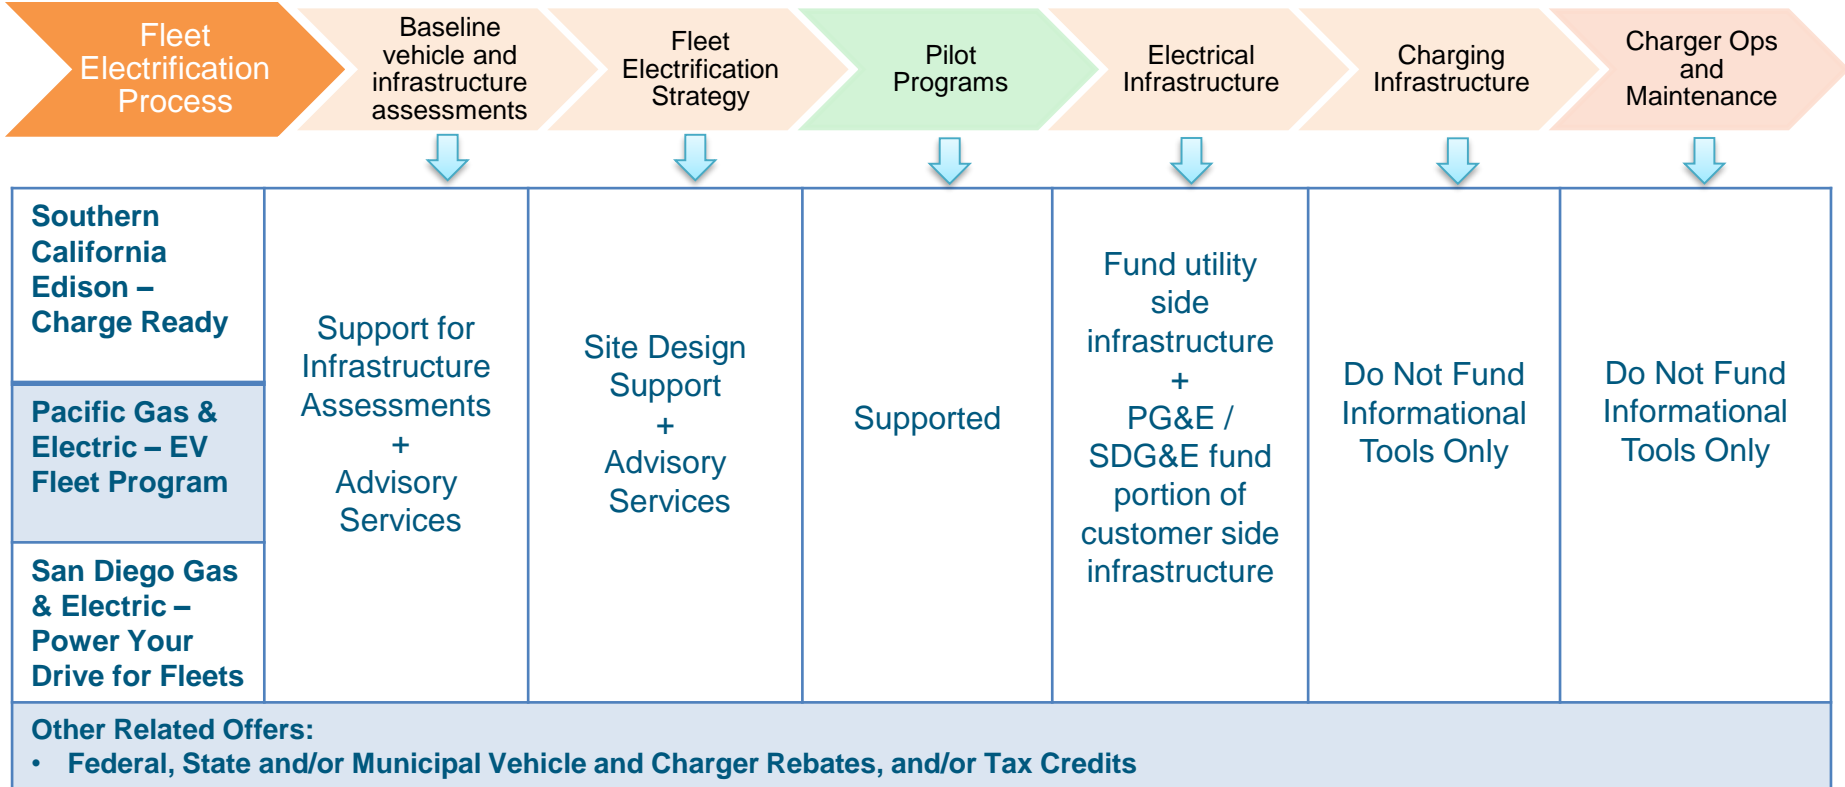 Fleet
Electrification
Process
Baseline
vehicle and
infrastructure
assessments
Fleet
Electrification
Strategy
Pilot
Programs
Electrical
Infrastructure
Charging
Infrastructure
Charger Ops
and
Maintenance
Southern
California
Edison –
Charge Ready
Pacific Gas &
Electric – EV
Fleet Program
San Diego Gas
& Electric –
Power Your
Drive for Fleets
Support for
Infrastructure
Assessments
+
Advisory
Services
Site Design
Support
+
Advisory
Services
Supported
Fund utility
side
infrastructure
+
PG&E /
SDG&E fund
portion of
customer side
infrastructure
Do Not Fund
Informational
Tools Only
Do Not Fund
Informational
Tools Only
Other Related Offers:
• Federal, State and/or Municipal Vehicle and Charger Rebates, and/or Tax Credits